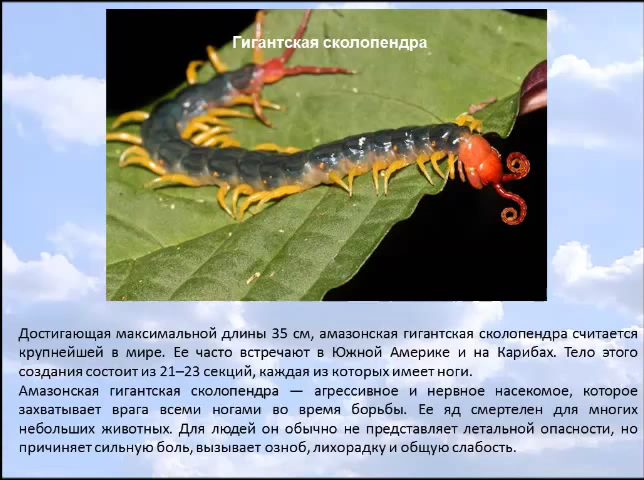 Гигантская сколопендра
Достигающая максимальной длины 35 см, амазонская гигантская сколопендра считается
крупнейшей в мире. Ее часто встречают в Южной Америке и на Карибах. Тело этого
создания состоит из 21–23 секций, каждая из которых имеет ноги.
Амазонская гигантская сколопендра — агрессивное и нервное насекомое, которое
захватывает врага всеми ногами во время борьбы. Ее яд смертелен для многих
небольших животных. Для людей он обычно не представляет летальной опасности, но
причиняет сильную боль, вызывает озноб, лихорадку и общую слабость.